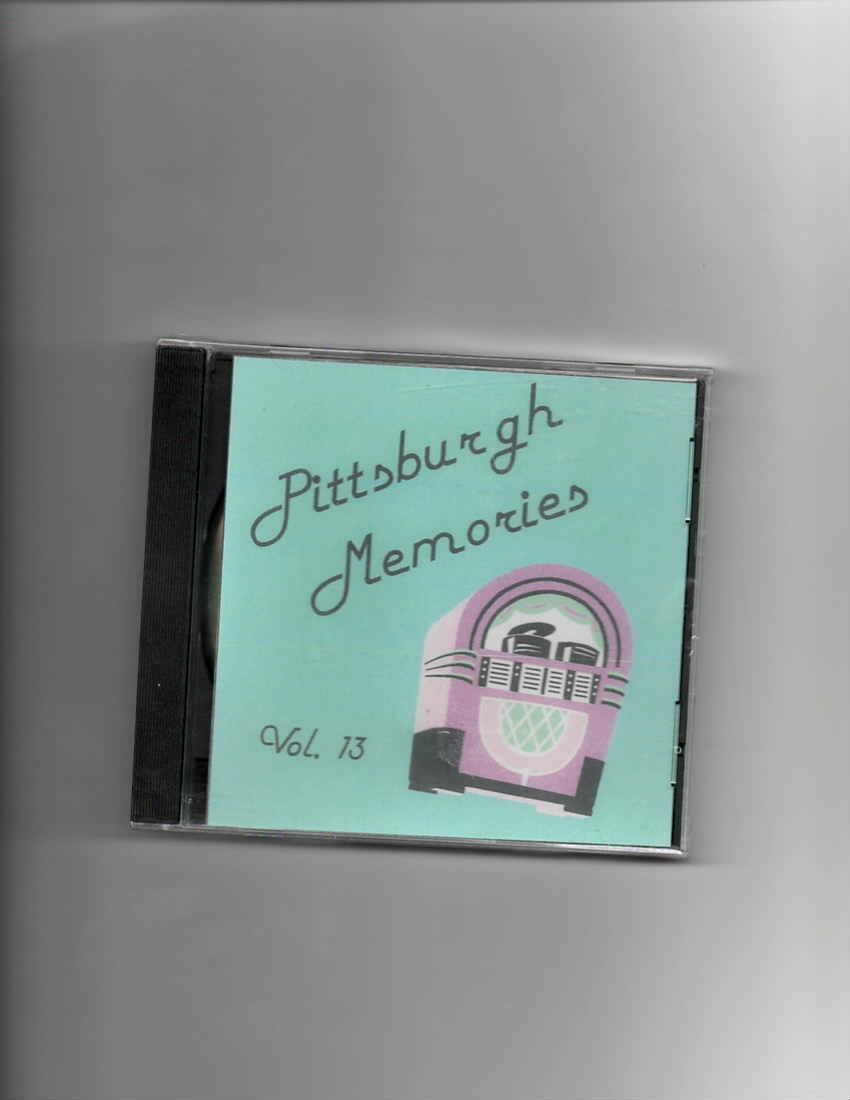 Pittsburgh
Memories
Vol. 13